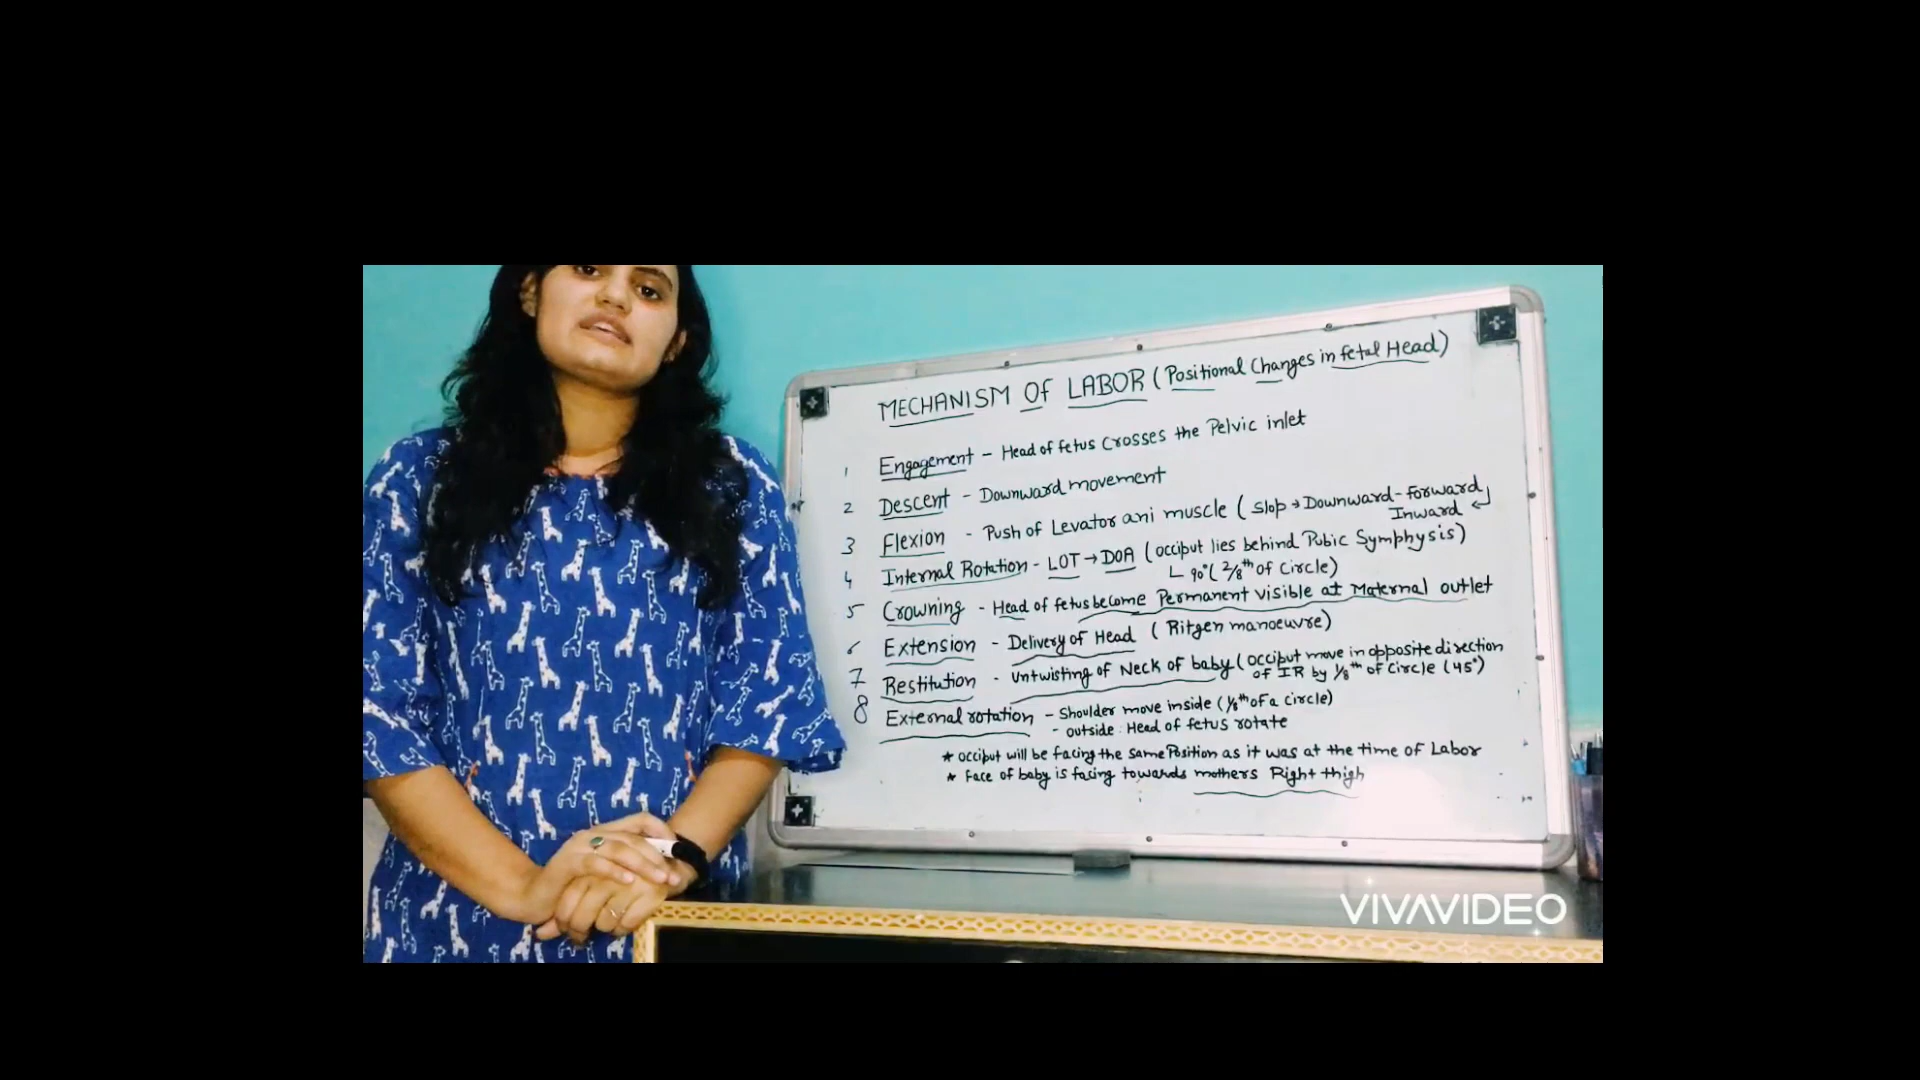 MECHANISM Of LABOR (Positional Changes in fetal Head)
1 Engagement - Head of fetus Crosses the Pelvic inlet
2 Descent - Downward movement
3 Flexion - Push of Levator ani muscle (Slop → Downward-forward
Inward
4 Internal Rotation - LOT → DOA (occiput lies behind Pubic Symphysis)
90° (2/8th of Circle)
5 Crowning - Head of fetus become Permanent visible at Maternal outlet
6 Extension - Delivery of Head (Ritgen manoeuvre)
7 Restitution - Untwisting of Neck of baby (occiput move in opposite direction
of IR by 1/8th of Circle (45°)
8 External rotation - Shoulder move inside (1/8th of a circle)
- outside: Head of fetus rotate
* occiput will be facing the same Position as it was at the time of Labor
* Face of baby is facing towards mothers Right thigh
VIVAVIDEO